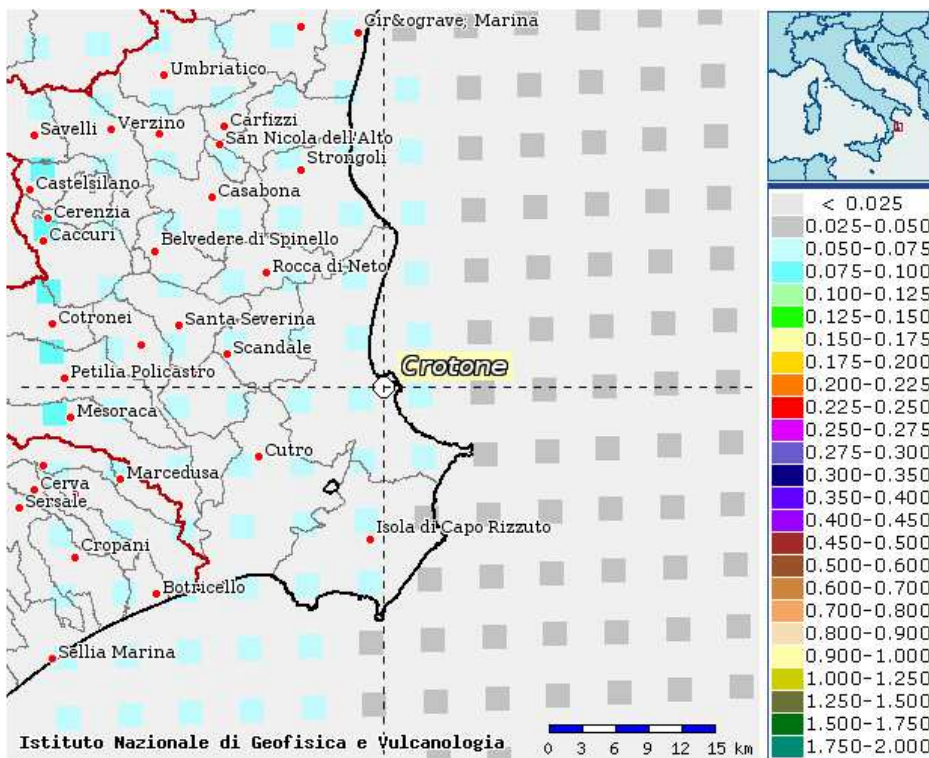 Cir&ograve; Marina
Umbriatico
Savelli
Verzino
Carfizzi
San Nicola dell'Alto
Strongoli
Castelsilano
Casabona
Cerenzia
Caccuri
Belvedere di Spinello
Rocca di Neto
Cotronei
Santa Severina
Scandale
Crotone
Petilia Policastro
Mesoraca
Cutro
Marcedusa
Cerva
Sersale
Isola di Capo Rizzuto
Cropani
Botricello
Sellia Marina
Istituto Nazionale di Geofisica e Vulcanologia
0 3 6 9 12 15 km
< 0.025
0.025-0.050
0.050-0.075
0.075-0.100
0.100-0.125
0.125-0.150
0.150-0.175
0.175-0.200
0.200-0.225
0.225-0.250
0.250-0.275
0.275-0.300
0.300-0.350
0.350-0.400
0.400-0.450
0.450-0.500
0.500-0.600
0.600-0.700
0.700-0.800
0.800-0.900
0.900-1.000
1.000-1.250
1.250-1.500
1.500-1.750
1.750-2.000